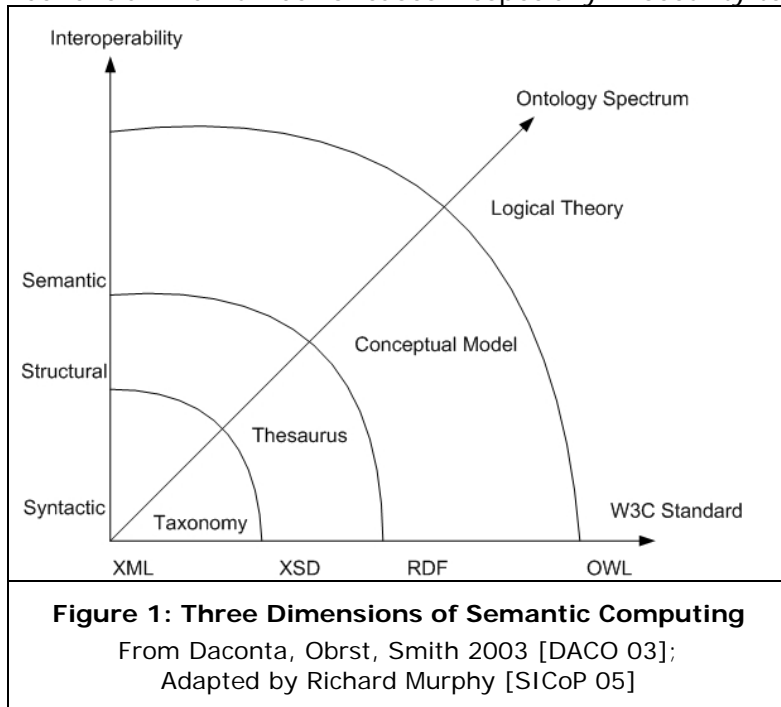 Interoperability
Ontology Spectrum
Logical Theory
Semantic
Conceptual Model
Structural
Thesaurus
Syntactic
Taxonomy
W3C Standard
XML XSD RDF OWL
Figure 1: Three Dimensions of Semantic Computing
From Daconta, Obrst, Smith 2003 [DACO 03];
Adapted by Richard Murphy [SICoP 05]